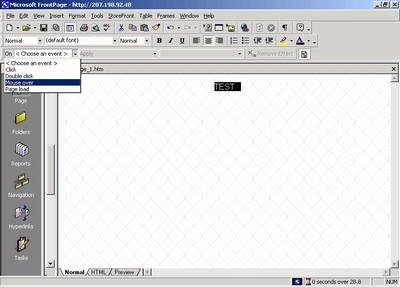 Microsoft FrontPage - http://207.198.92.48
File Edit View Insert Format Tools StoreFront Table Frames Window Help
Normal (default font) Normal
On < Choose an event > Apply Remove Effect
< Choose an event >
Click
Double click
Mouse over
Page load
ge_1.htm
TEST
Page
Folders
Reports
Navigation
Hyperlinks
Tasks
Normal HTML Preview
0 seconds over 28.8 NUM